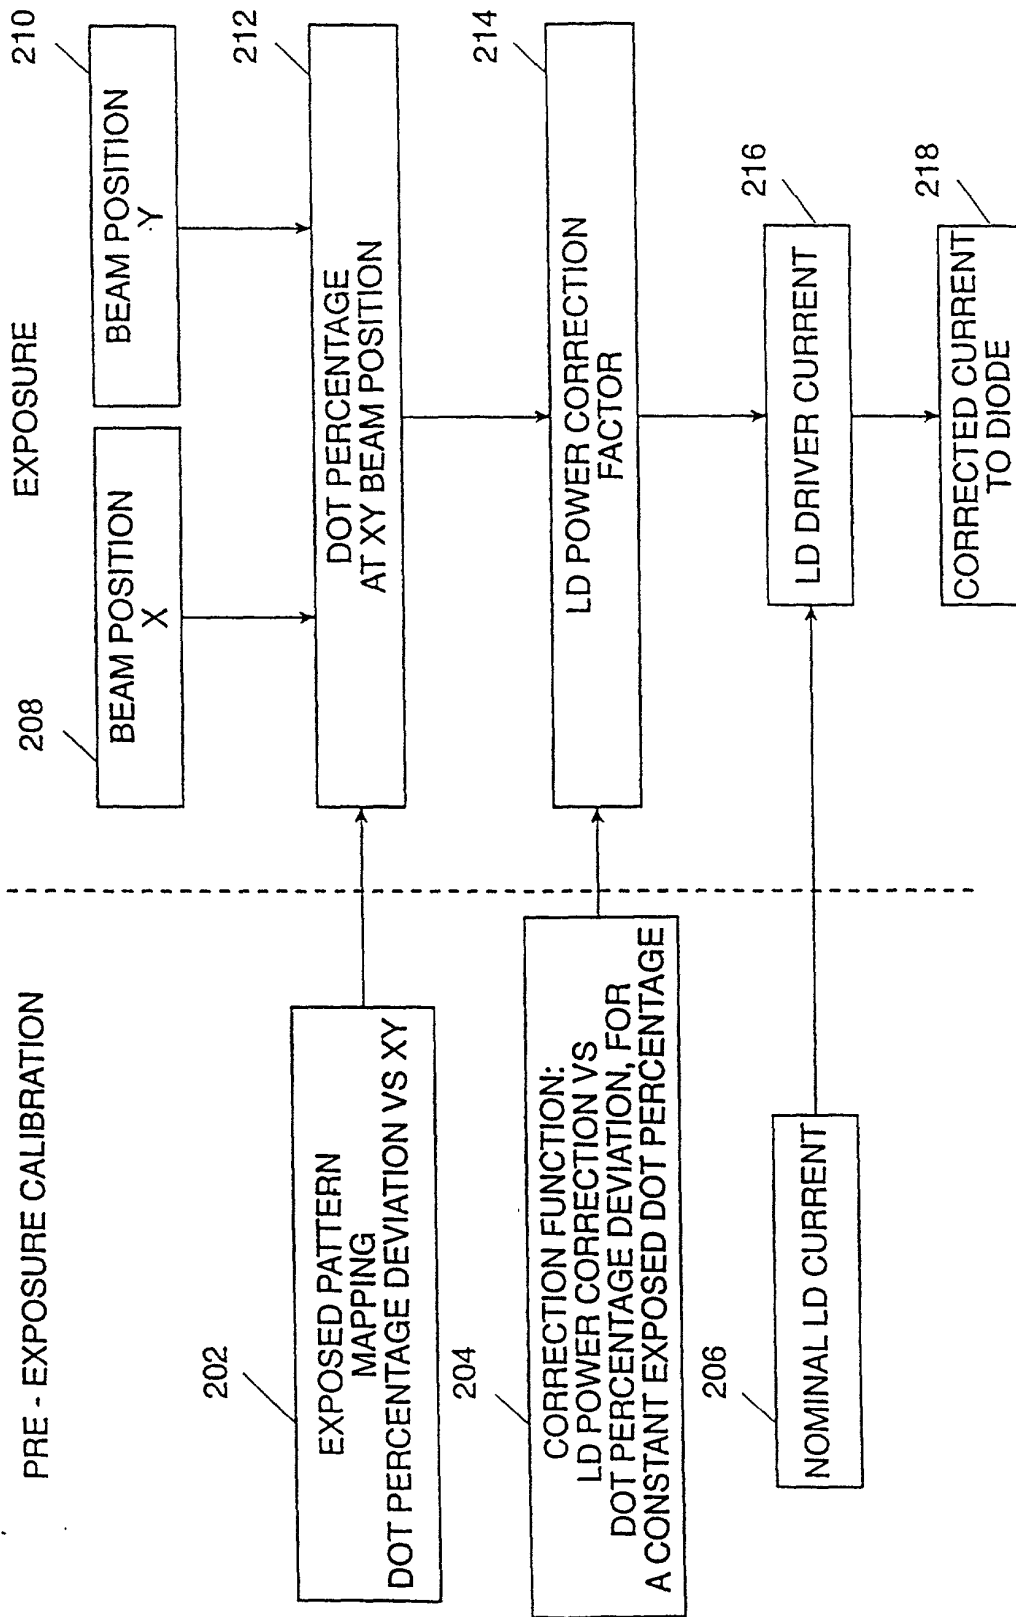 PRE - EXPOSURE CALIBRATION
EXPOSURE
202
EXPOSED PATTERN
MAPPING
DOT PERCENTAGE DEVIATION VS XY
204
CORRECTION FUNCTION:
LD POWER CORRECTION VS
DOT PERCENTAGE DEVIATION, FOR
A CONSTANT EXPOSED DOT PERCENTAGE
206
NOMINAL LD CURRENT
208
BEAM POSITION
X
210
BEAM POSITION
Y
212
DOT PERCENTAGE
AT XY BEAM POSITION
214
LD POWER CORRECTION
FACTOR
216
LD DRIVER CURRENT
218
CORRECTED CURRENT
TO DIODE